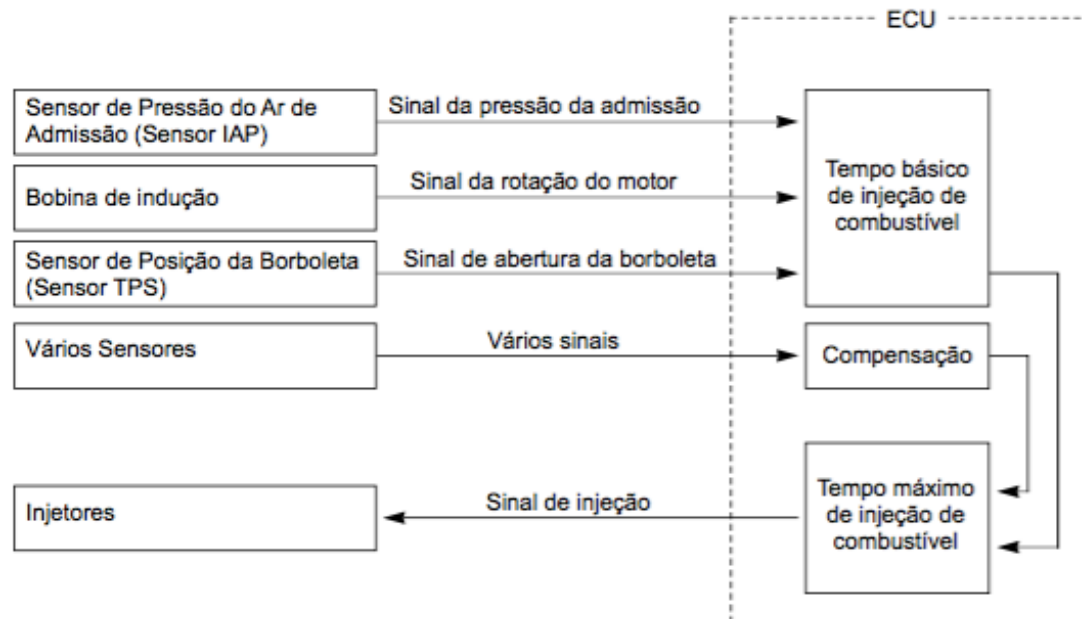 ECU
Sensor de Pressão do Ar de
Admissão (Sensor IAP)
Sinal da pressão da admissão
Bobina de indução
Sinal da rotação do motor
Sensor de Posição da Borboleta
(Sensor TPS)
Sinal de abertura da borboleta
Tempo básico
de injeção de
combustível
Vários Sensores
Vários sinais
Compensação
Injetores
Sinal de injeção
Tempo máximo
de injeção de
combustível